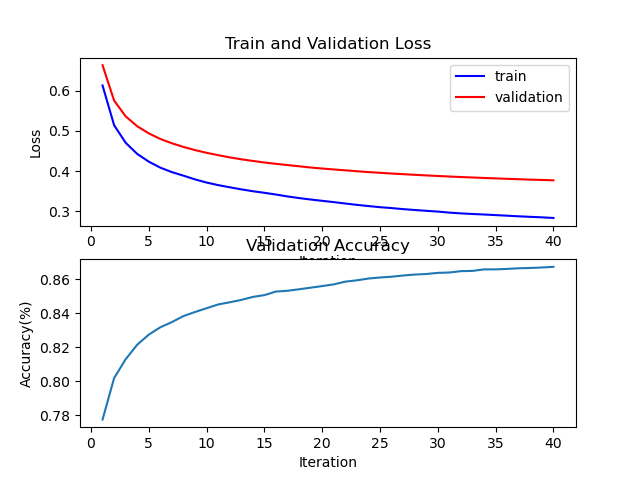 Train and Validation Loss
train
validation
Loss
0.6
0.5
0.4
0.3
0 5 10 15 20 25 30 35 40
Validation Accuracy
Accuracy(%)
0.86
0.84
0.82
0.80
0.78
0 5 10 15 20 25 30 35 40
Iteration